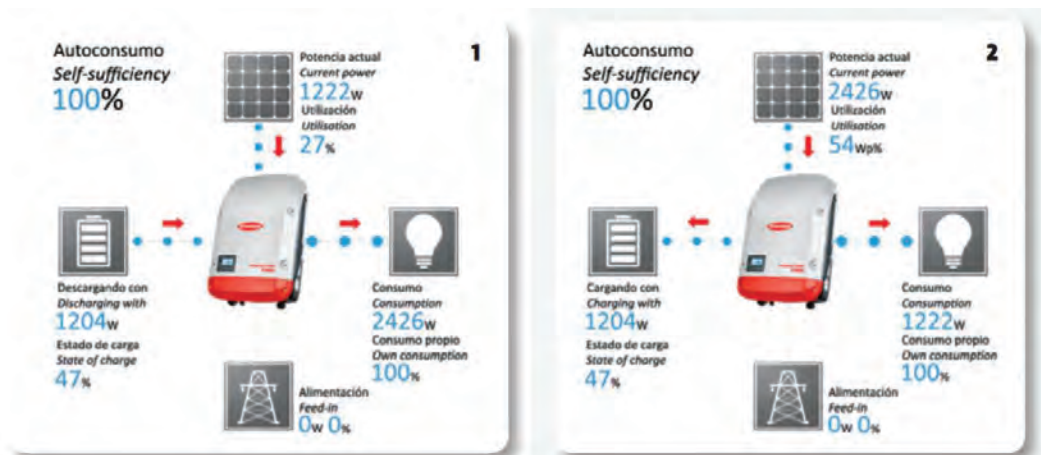 Autoconsumo
Self-sufficiency
100%
Potencia actual
Current power
1222w
Utilización
Utilisation
27%
1
Descargando con
Discharging with
1204w
Estado de carga
State of charge
47%
Consumo
Consumption
2426w
Consumo propio
Own consumption
100%
Alimentación
Feed-in
0w 0%
Autoconsumo
Self-sufficiency
100%
Potencia actual
Current power
2426w
Utilización
Utilisation
54Wp%
2
Cargando con
Charging with
1204w
Estado de carga
State of charge
47%
Consumo
Consumption
1222w
Consumo propio
Own consumption
100%
Alimentación
Feed-in
0w 0%